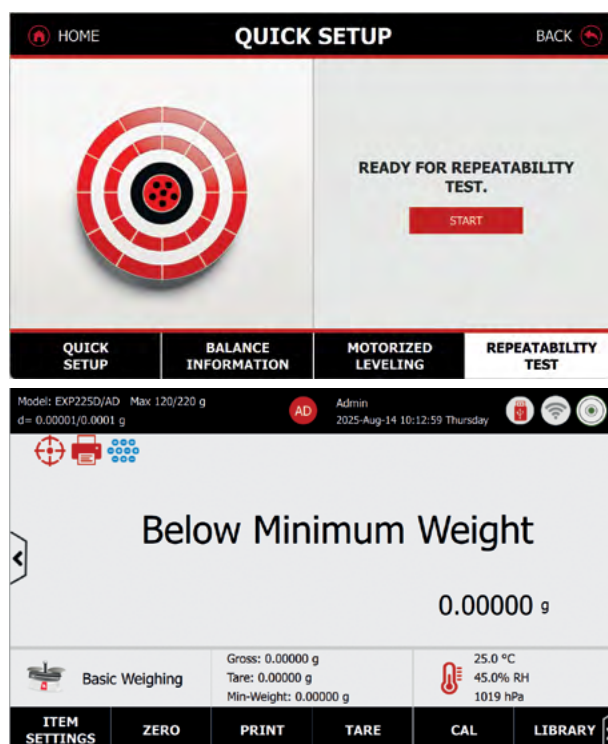 HOME
QUICK SETUP
BACK
READY FOR REPEATABILITY
TEST.
START
QUICK
SETUP
BALANCE
INFORMATION
MOTORIZED
LEVELING
REPEATABILITY
TEST
Model: EXP225D/AD Max 120/220 g
d= 0.00001/0.0001 g
AD
Admin
2025-Aug-14 10:12:59 Thursday
Below Minimum Weight
0.00000 g
Basic Weighing
Gross: 0.00000 g
Tare: 0.00000 g
Min-Weight: 0.00000 g
25.0 °C
45.0% RH
1019 hPa
ITEM
SETTINGS
ZERO
PRINT
TARE
CAL
LIBRARY